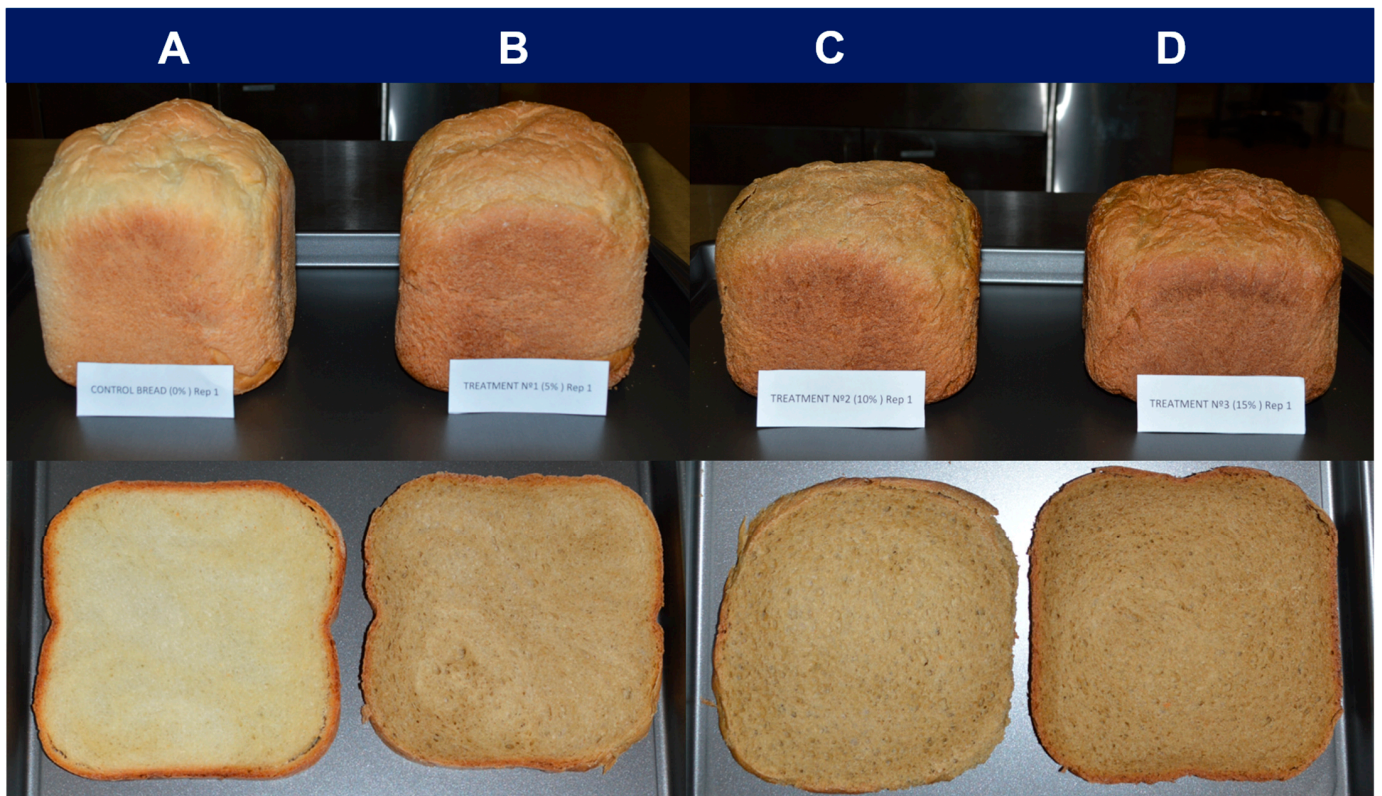 A B C D
CONTROL BREAD (0% ) Rep 1
TREATMENT Nº1 (5% ) Rep 1
TREATMENT Nº2 (10% ) Rep 1
TREATMENT Nº3 (15% ) Rep 1